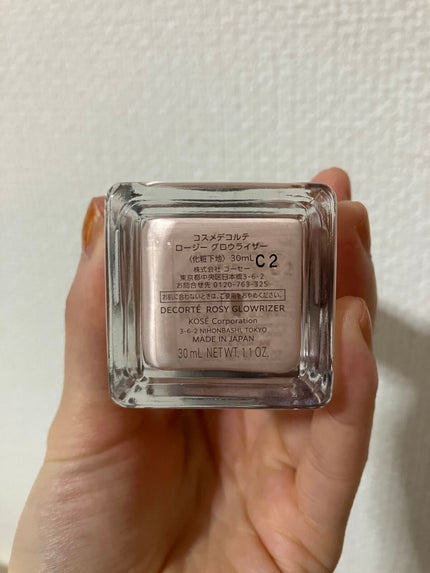 コスメデコルテ
ロージー グロウライザー
〈化粧下地〉 30mL C2
株式会社 コーセー
東京都中央区日本橋3-6-2
お問合せ先 0120-763-325
お肌に合わないときは、ご使用をおやめください。
DECORTÉ ROSY GLOWRIZER
KOSÉ Corporation
3-6-2 NIHONBASHI, TOKYO
MADE IN JAPAN
30 mL NET WT. 1.1 OZ.